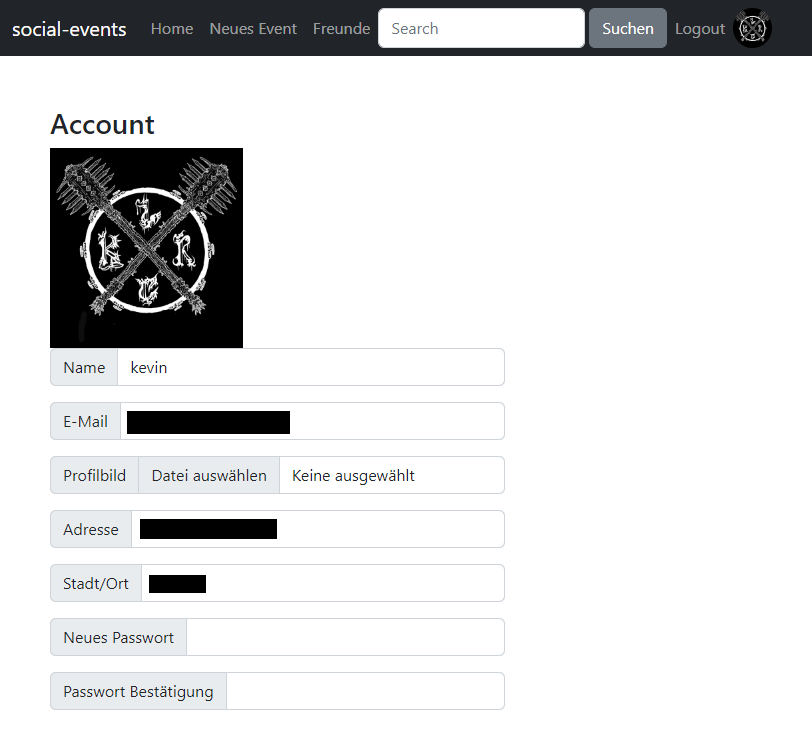 social-events Home Neues Event Freunde Search Suchen Logout
Account
Name kevin
E-Mail
Profilbild Datei auswählen Keine ausgewählt
Adresse
Stadt/Ort
Neues Passwort
Passwort Bestätigung